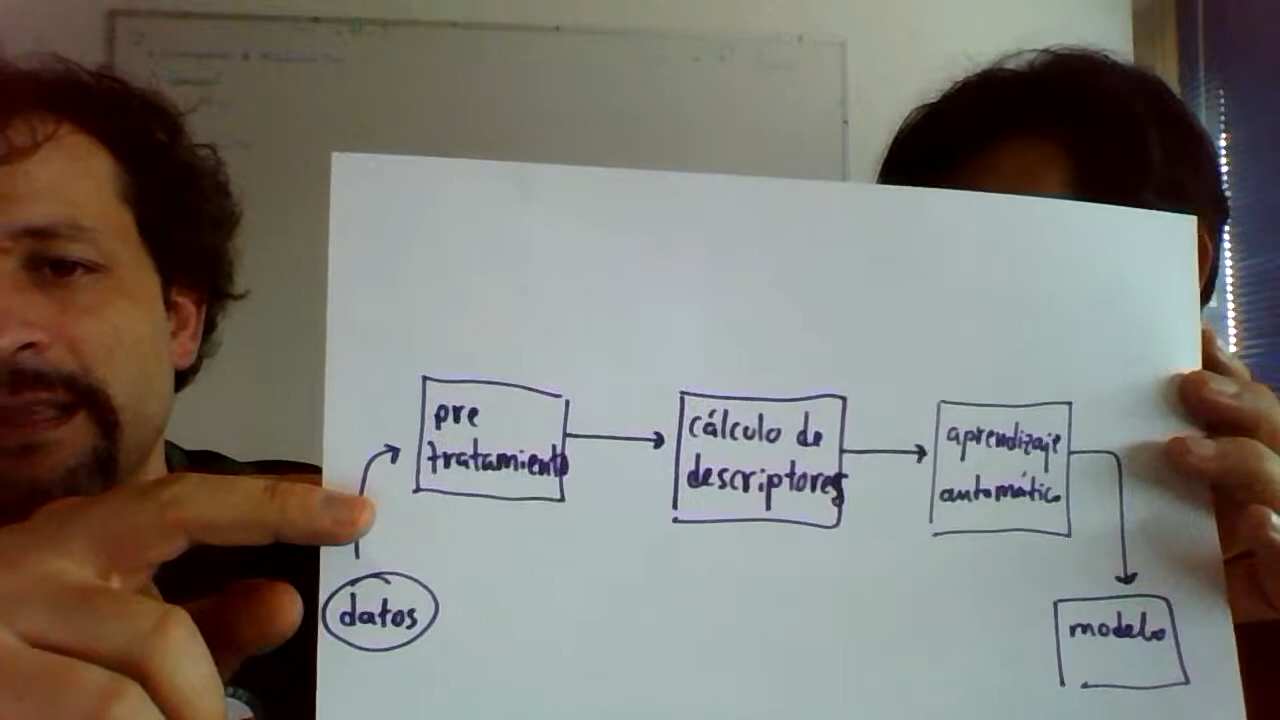 pre
tratamiento
cálculo de
descriptores
aprendizaje
automático
datos
modelo